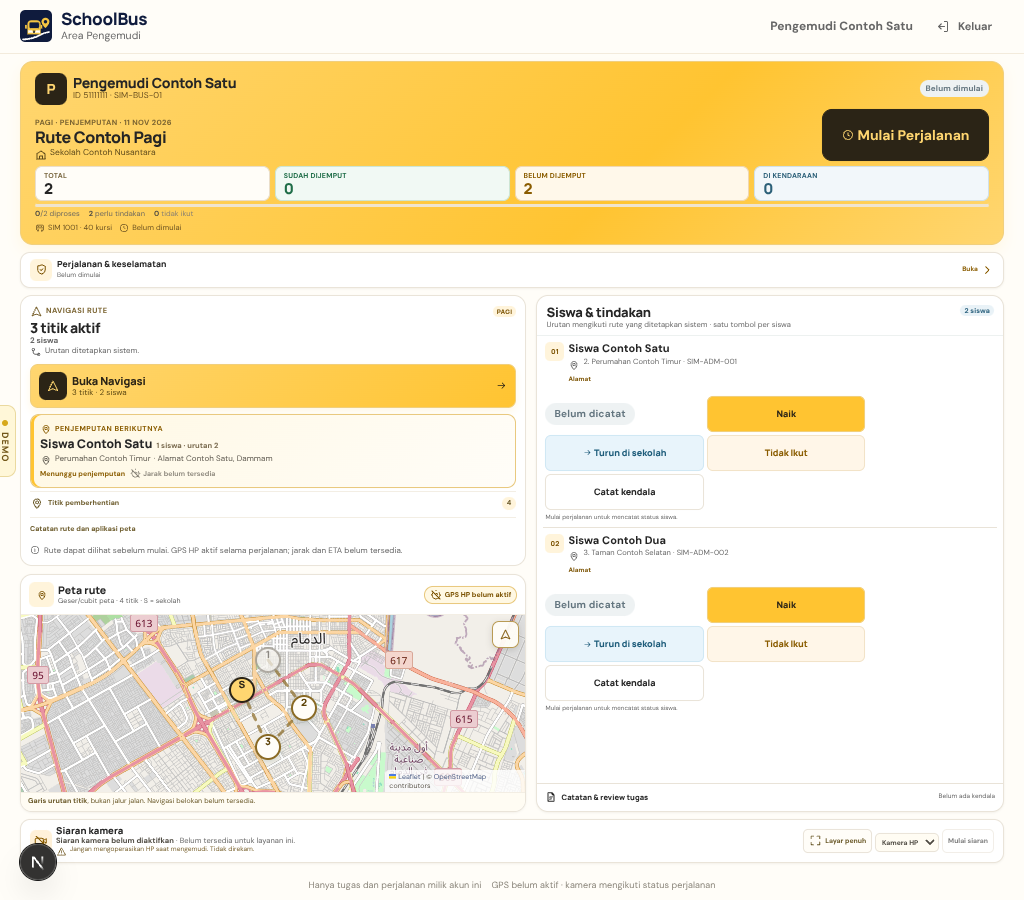 SchoolBus
Area Pengemudi
Pengemudi Contoh Satu
Keluar
P
Pengemudi Contoh Satu
ID 51111111 · SIM-BUS-01
Belum dimulai
PAGI · PENJEMPUTAN · 11 NOV 2026
Rute Contoh Pagi
Sekolah Contoh Nusantara
Mulai Perjalanan
TOTAL
2
SUDAH DIJEMPUT
0
BELUM DIJEMPUT
2
DI KENDARAAN
0
0/2 diproses 2 perlu tindakan 0 tidak ikut
SIM 1001 · 40 kursi Belum dimulai
Perjalanan & keselamatan
Belum dimulai
Buka
NAVIGASI RUTE
PAGI
3 titik aktif
2 siswa
Urutan ditetapkan sistem.
Buka Navigasi
3 titik · 2 siswa
PENJEMPUTAN BERIKUTNYA
Siswa Contoh Satu 1 siswa · urutan 2
Perumahan Contoh Timur · Alamat Contoh Satu, Dammam
Menunggu penjemputan Jarak belum tersedia
Titik pemberhentian
4
Catatan rute dan aplikasi peta
Rute dapat dilihat sebelum mulai. GPS HP aktif selama perjalanan; jarak dan ETA belum tersedia.
DEMO
Peta rute
Geser/cubit peta · 4 titik · S = sekolah
GPS HP belum aktif
613
الدمام
617
95
1
S
2
3
615
أول مدينة
صناعية
Leaflet | © OpenStreetMap
contributors
Garis urutan titik, bukan jalur jalan. Navigasi belokan belum tersedia.
Siswa & tindakan
2 siswa
Urutan mengikuti rute yang ditetapkan sistem · satu tombol per siswa
01
Siswa Contoh Satu
2. Perumahan Contoh Timur · SIM-ADM-001
Alamat
Belum dicatat
Naik
→ Turun di sekolah
Tidak Ikut
Catat kendala
Mulai perjalanan untuk mencatat status siswa.
02
Siswa Contoh Dua
3. Taman Contoh Selatan · SIM-ADM-002
Alamat
Belum dicatat
Naik
→ Turun di sekolah
Tidak Ikut
Catat kendala
Mulai perjalanan untuk mencatat status siswa.
Catatan & review tugas
Belum ada kendala
Siaran kamera
Siaran kamera belum diaktifkan · Belum tersedia untuk layanan ini.
Jangan mengoperasikan HP saat mengemudi. Tidak direkam.
Layar penuh
Kamera HP
Mulai siaran
N
Hanya tugas dan perjalanan milik akun ini GPS belum aktif · kamera mengikuti status perjalanan